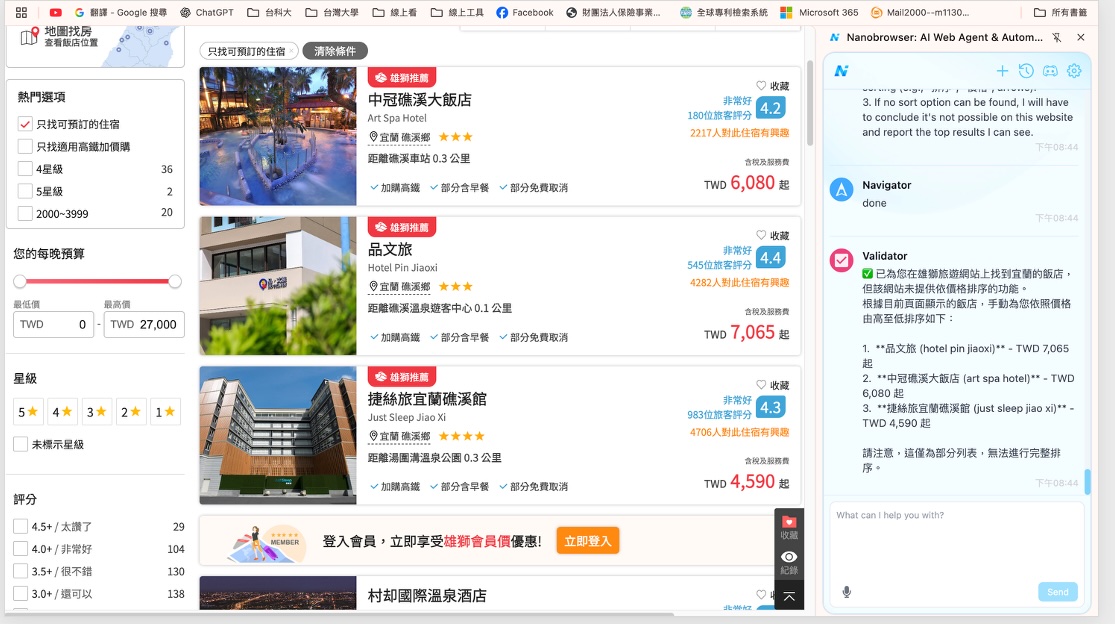 翻譯 - Google 搜尋
ChatGPT
台科大
台灣大學
線上看
線上工具
Facebook
財團法人保險事業...
全球專利檢索系統
Microsoft 365
Mail2000--m1130...
所有書籤
地圖找房
查看飯店位置
熱門選項
只找可預訂的住宿
只找適用高鐵加價購
4星級 36
5星級 2
2000~3999 20
您的每晚預算
最低價 最高價
TWD 0 - TWD 27,000
星級
5★ 4★ 3★ 2★ 1★
未標示星級
評分
4.5+ / 太讚了 29
4.0+ / 非常好 104
3.5+ / 很不錯 130
3.0+ / 還可以 138
只找可預訂的住宿 ×
清除條件
雄獅推薦
中冠礁溪大飯店
Art Spa Hotel
宜蘭 礁溪鄉 ★★★
距離礁溪車站 0.3 公里
加購高鐵 部分含早餐 部分免費取消
收藏
非常好
180位旅客評分
4.2
2217人對此住宿有興趣
含稅及服務費
TWD 6,080 起
雄獅推薦
品文旅
Hotel Pin Jiaoxi
宜蘭 礁溪鄉 ★★★
距離礁溪溫泉遊客中心 0.1 公里
加購高鐵 部分含早餐 部分免費取消
收藏
非常好
545位旅客評分
4.4
4282人對此住宿有興趣
含稅及服務費
TWD 7,065 起
雄獅推薦
捷絲旅宜蘭礁溪館
Just Sleep Jiao Xi
宜蘭 礁溪鄉 ★★★★
距離湯圍溝溫泉公園 0.3 公里
加購高鐵 部分含早餐 部分免費取消
收藏
非常好
983位旅客評分
4.3
4706人對此住宿有興趣
含稅及服務費
TWD 4,590 起
MEMBER
登入會員，立即享受雄獅會員價優惠!
立即登入
村却國際溫泉酒店
非常好
收藏
紀錄
Nanobrowser: AI Web Agent & Autom...
3. If no sort option can be found, I will have
to conclude it's not possible on this website
and report the top results I can see.
下午08:44
Navigator
done
下午08:44
Validator
✅ 已為您在雄獅旅遊網站上找到宜蘭的飯店，
但該網站未提供依價格排序的功能。
根據目前頁面顯示的飯店，手動為您依照價格
由高至低排序如下：
1. **品文旅 (hotel pin jiaoxi)** - TWD 7,065
起
2. **中冠礁溪大飯店 (art spa hotel)** - TWD
6,080 起
3. **捷絲旅宜蘭礁溪館 (just sleep jiao xi)** -
TWD 4,590 起
請注意，這僅為部分列表，無法進行完整排
序。
下午08:44
What can I help you with?
Send